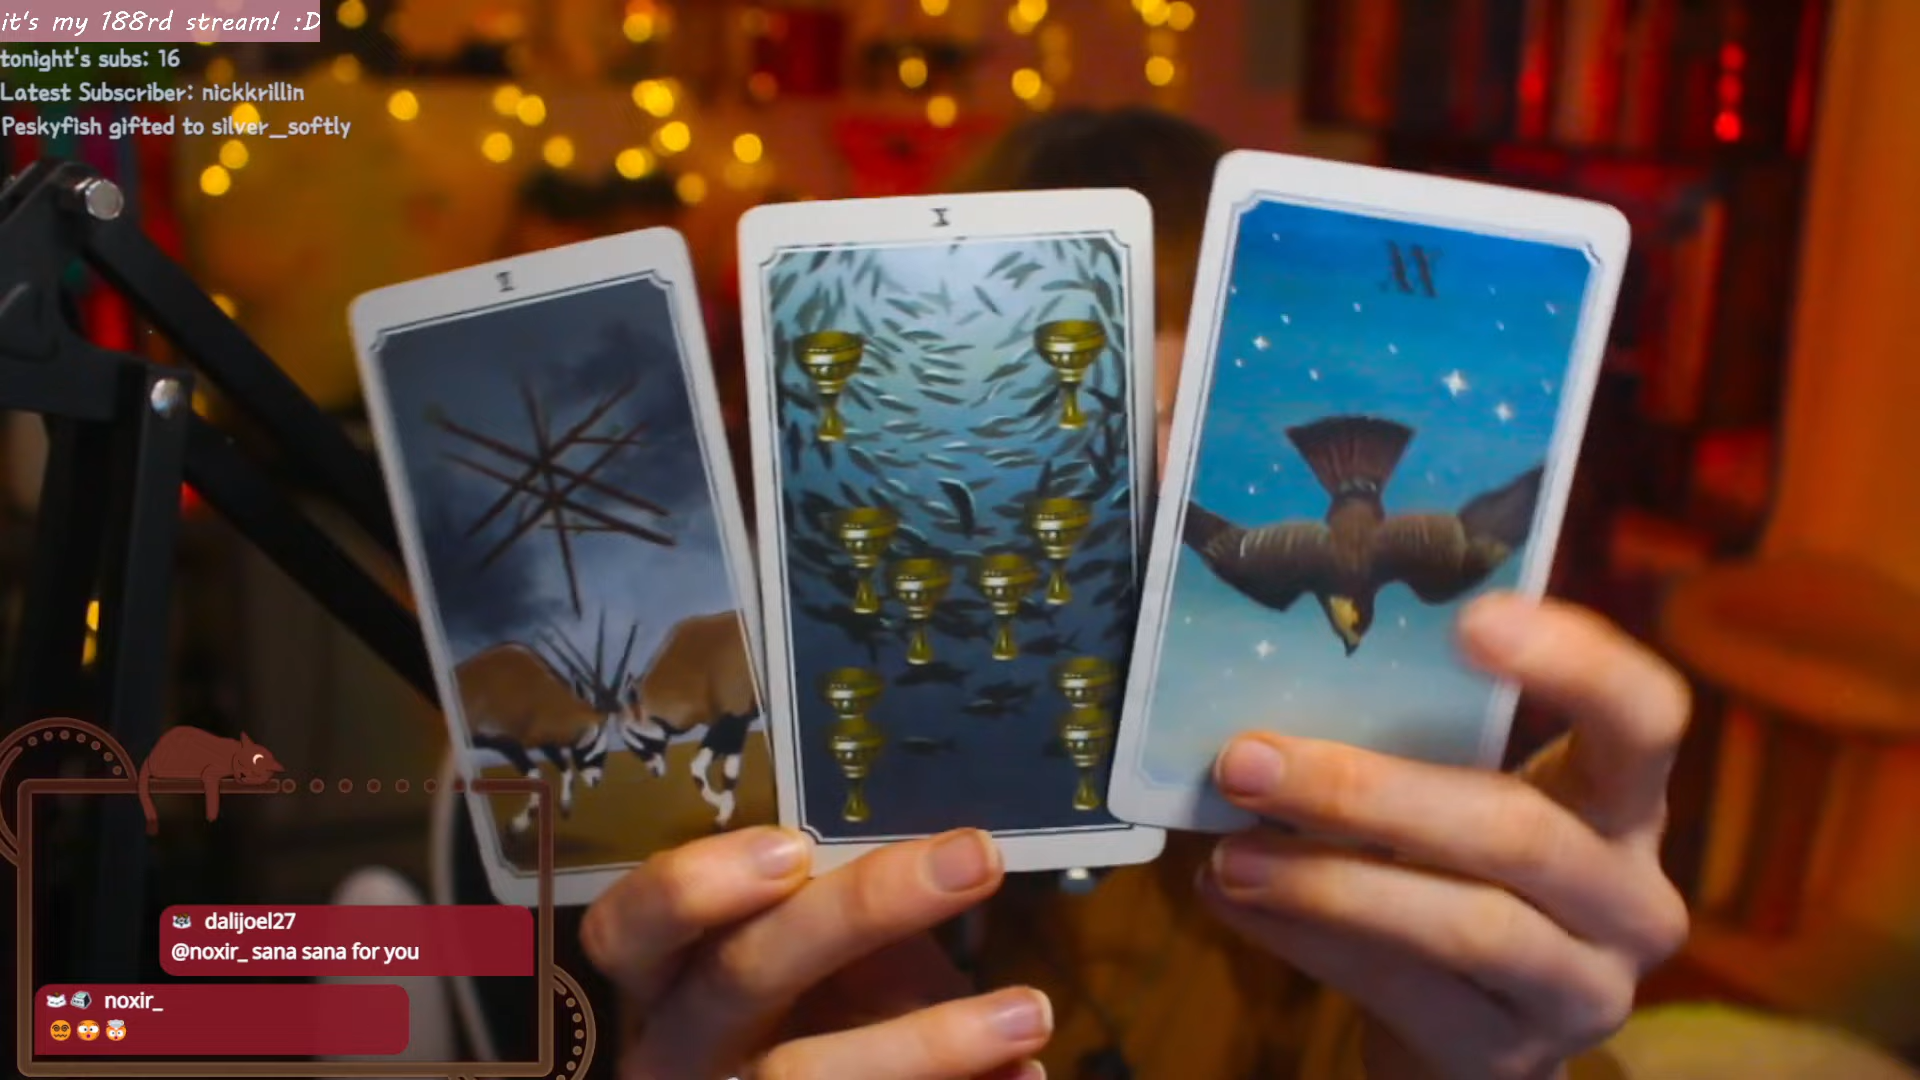 it's my 188rd stream! :D
tonight's subs: 16
Latest Subscriber: nickkrillin
Peskyfish gifted to silver_softly
XX
dalijoel27
@noxir_ sana sana for you
noxir_